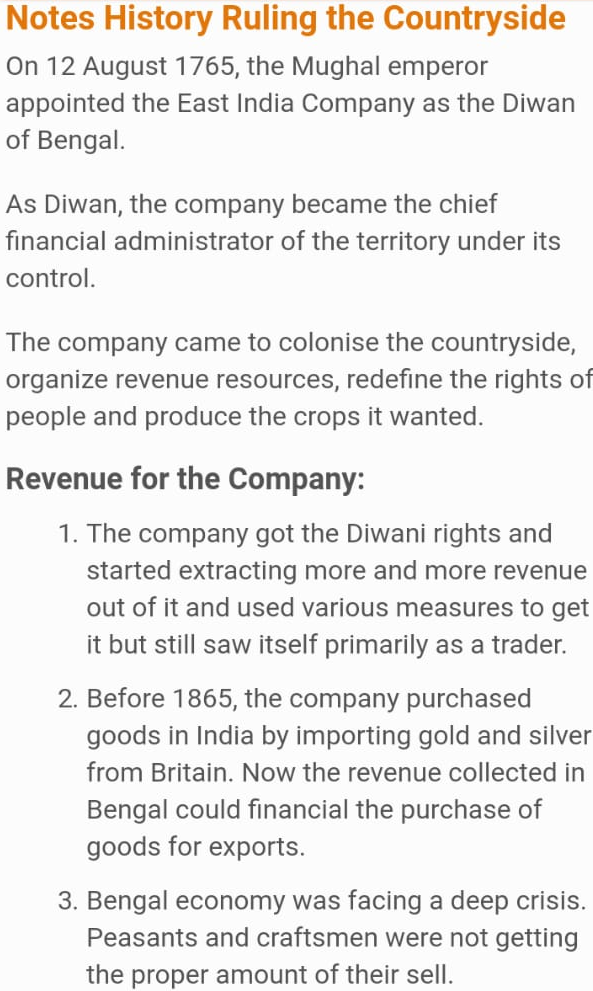 Notes History Ruling the Countryside
On 12 August 1765, the Mughal emperor
appointed the East India Company as the Diwan
of Bengal.
As Diwan, the company became the chief
financial administrator of the territory under its
control.
The company came to colonise the countryside,
organize revenue resources, redefine the rights of
people and produce the crops it wanted.
Revenue for the Company:
1. The company got the Diwani rights and
started extracting more and more revenue
out of it and used various measures to get
it but still saw itself primarily as a trader.
2. Before 1865, the company purchased
goods in India by importing gold and silver
from Britain. Now the revenue collected in
Bengal could financial the purchase of
goods for exports.
3. Bengal economy was facing a deep crisis.
Peasants and craftsmen were not getting
the proper amount of their sell.